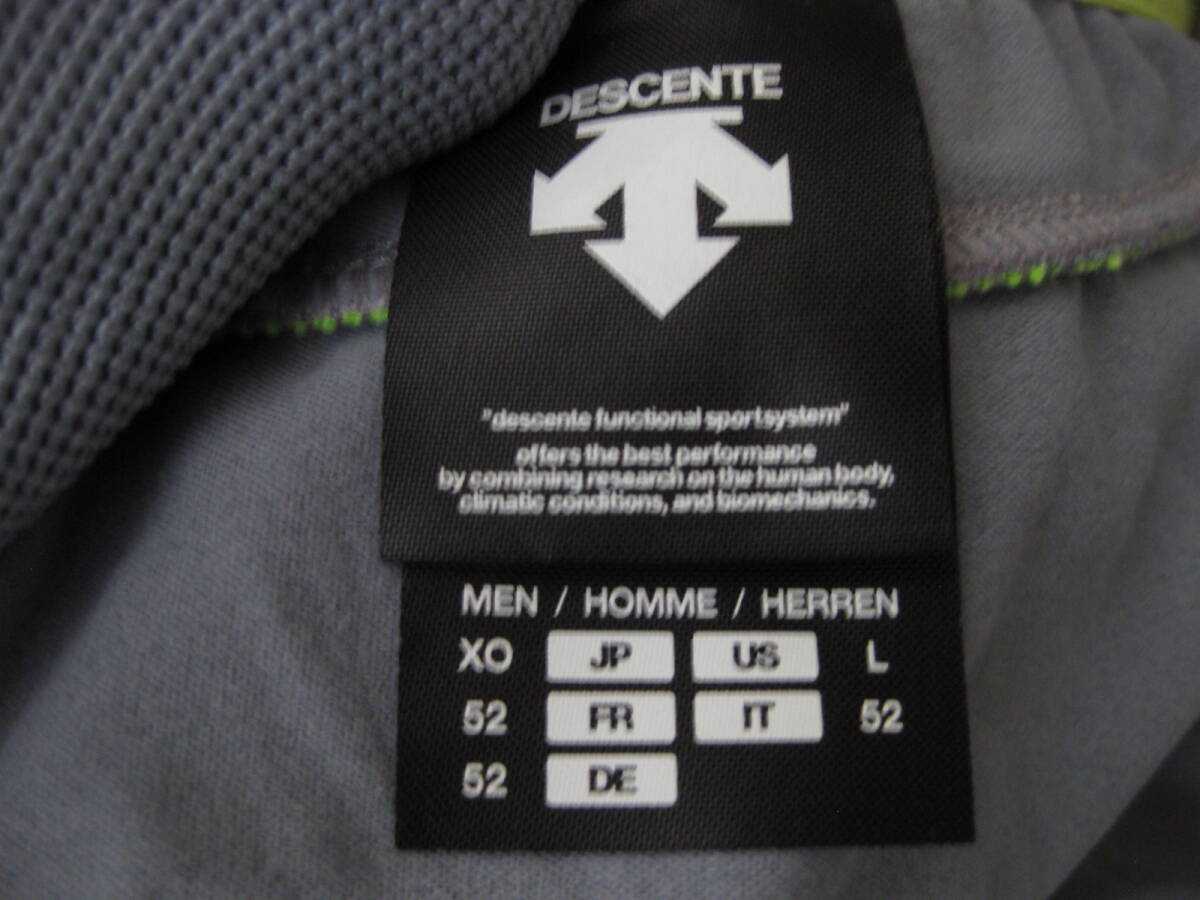 DESCENTE
"descente functional sportsystem"
offers the best performance
by combining research on the human body,
climatic conditions, and biomechanics.
MEN / HOMME / HERREN
XO JP US L
52 FR IT 52
52 DE